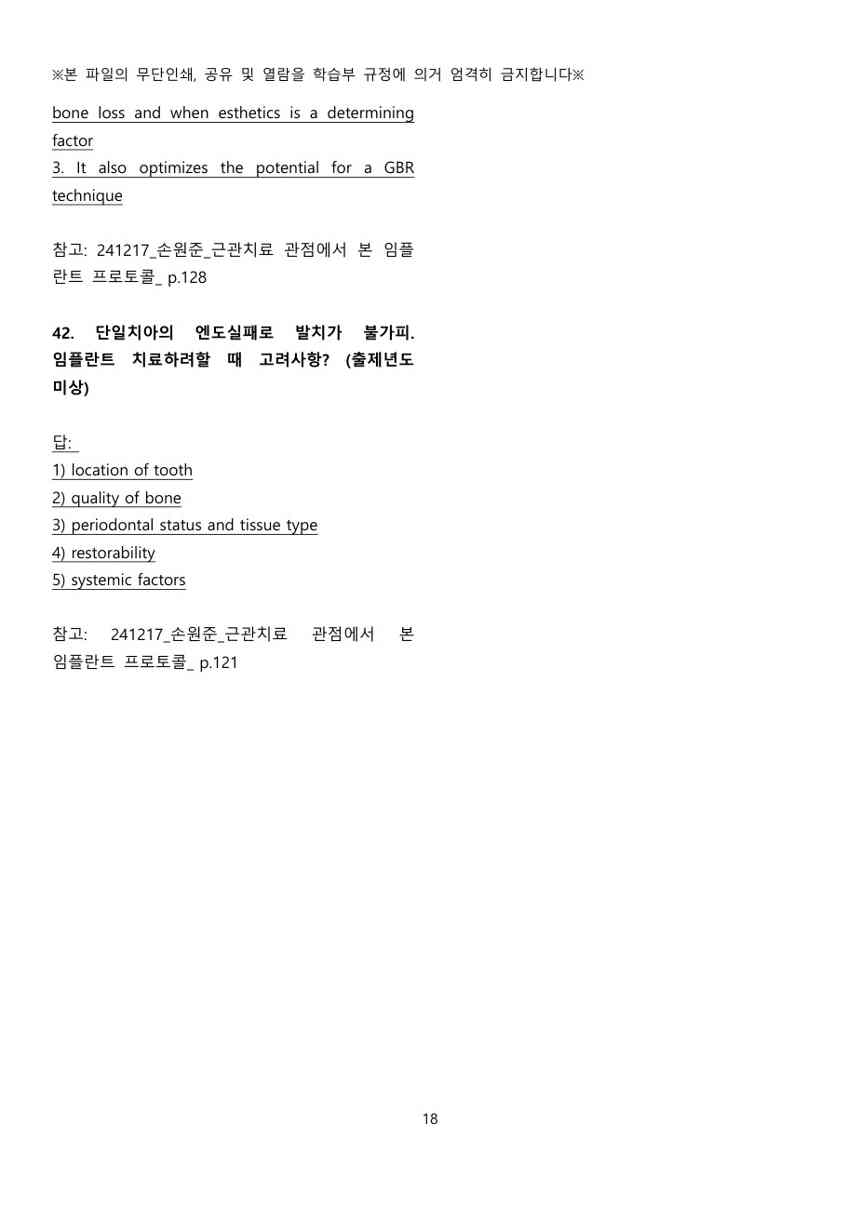 ※본 파일의 무단인쇄, 공유 및 열람을 학습부 규정에 의거 엄격히 금지합니다※
bone loss and when esthetics is a determining
factor
3. It also optimizes the potential for a GBR
technique
참고: 241217_손원준_근관치료 관점에서 본 임플
란트 프로토콜_ p.128
42. 단일치아의 엔도실패로 발치가 불가피.
임플란트 치료하려할 때 고려사항? (출제년도
미상)
답:
1) location of tooth
2) quality of bone
3) periodontal status and tissue type
4) restorability
5) systemic factors
참고: 241217_손원준_근관치료 관점에서 본
임플란트 프로토콜_ p.121
18